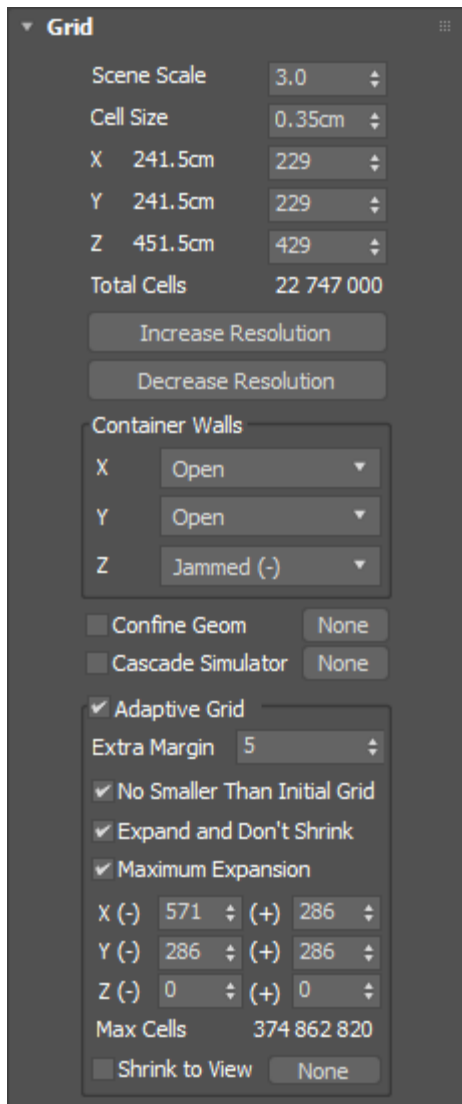 Grid
Scene Scale 3.0
Cell Size 0.35cm
X 241.5cm 229
Y 241.5cm 229
Z 451.5cm 429
Total Cells 22 747 000
Increase Resolution
Decrease Resolution
Container Walls
X Open
Y Open
Z Jammed (-)
Confine Geom None
Cascade Simulator None
Adaptive Grid
Extra Margin 5
No Smaller Than Initial Grid
Expand and Don't Shrink
Maximum Expansion
X (-) 571 (+) 286
Y (-) 286 (+) 286
Z (-) 0 (+) 0
Max Cells 374 862 820
Shrink to View None